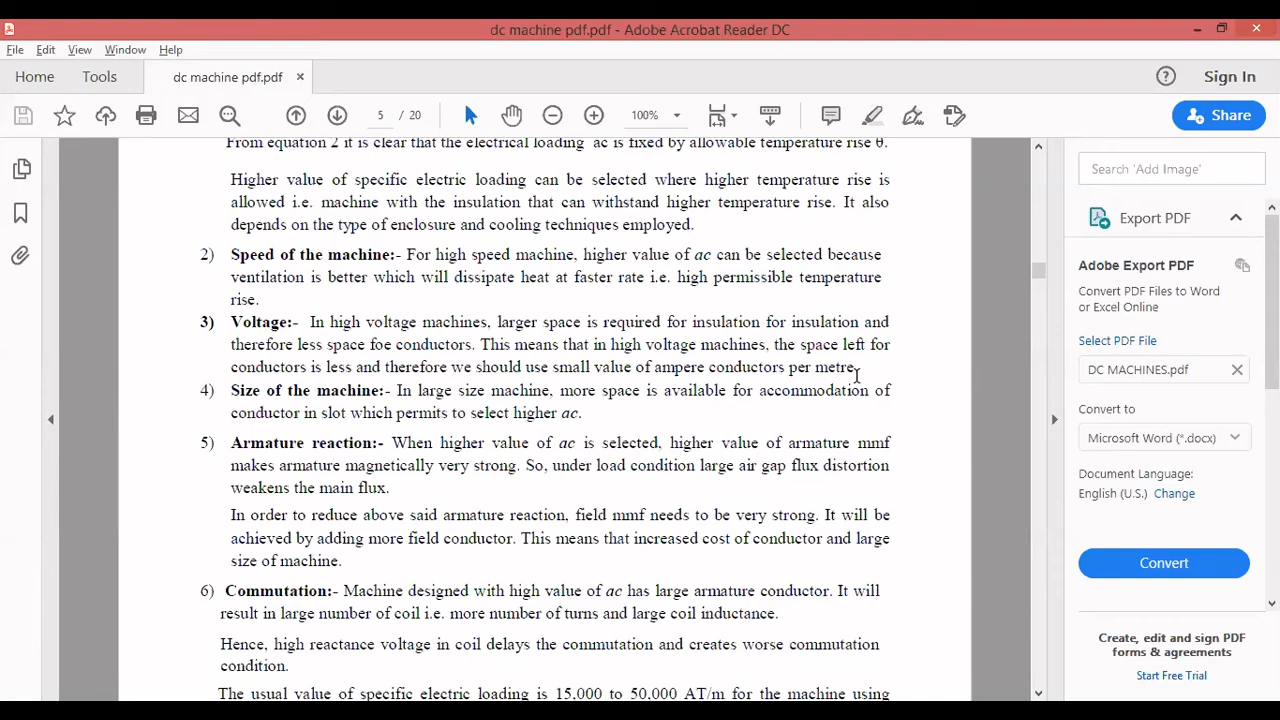 dc machine pdf.pdf - Adobe Acrobat Reader DC
File Edit View Window Help
Home Tools dc machine pdf.pdf × Sign In
5 / 20 100% Share
From equation 2 it is clear that the electrical loading ac is fixed by allowable temperature rise θ.
Higher value of specific electric loading can be selected where higher temperature rise is
allowed i.e. machine with the insulation that can withstand higher temperature rise. It also
depends on the type of enclosure and cooling techniques employed.
2) Speed of the machine:- For high speed machine, higher value of ac can be selected because
ventilation is better which will dissipate heat at faster rate i.e. high permissible temperature
rise.
3) Voltage:- In high voltage machines, larger space is required for insulation for insulation and
therefore less space foe conductors. This means that in high voltage machines, the space left for
conductors is less and therefore we should use small value of ampere conductors per metre.
4) Size of the machine:- In large size machine, more space is available for accommodation of
conductor in slot which permits to select higher ac.
5) Armature reaction:- When higher value of ac is selected, higher value of armature mmf
makes armature magnetically very strong. So, under load condition large air gap flux distortion
weakens the main flux.
In order to reduce above said armature reaction, field mmf needs to be very strong. It will be
achieved by adding more field conductor. This means that increased cost of conductor and large
size of machine.
6) Commutation:- Machine designed with high value of ac has large armature conductor. It will
result in large number of coil i.e. more number of turns and large coil inductance.
Hence, high reactance voltage in coil delays the commutation and creates worse commutation
condition.
The usual value of specific electric loading is 15,000 to 50,000 AT/m for the machine using
Search 'Add Image'
Export PDF
Adobe Export PDF
Convert PDF Files to Word
or Excel Online
Select PDF File
DC MACHINES.pdf
Convert to
Microsoft Word (*.docx)
Document Language:
English (U.S.) Change
Convert
Create, edit and sign PDF
forms & agreements
Start Free Trial